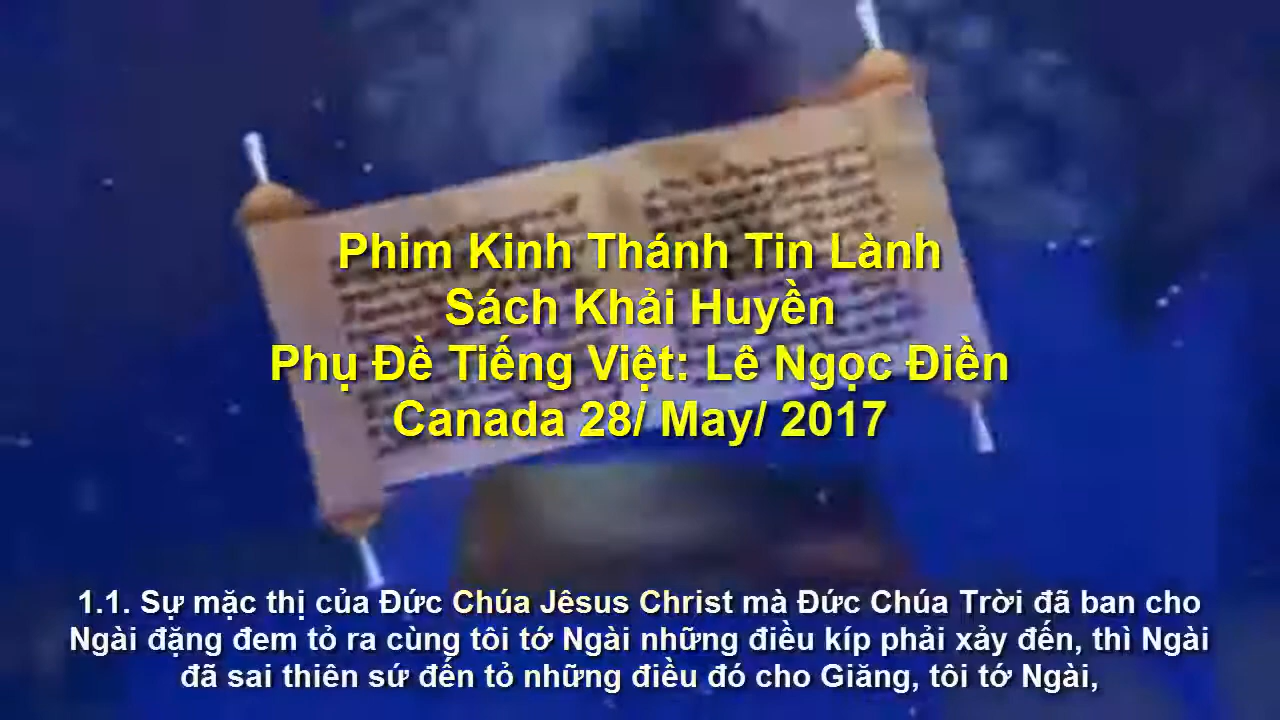 Phim Kinh Thánh Tin Lành
Sách Khải Huyền
Phụ Đề Tiếng Việt: Lê Ngọc Điền
Canada 28/ May/ 2017
1.1. Sự mặc thị của Đức Chúa Jêsus Christ mà Đức Chúa Trời đã ban cho
Ngài đặng đem tỏ ra cùng tôi tớ Ngài những điều kíp phải xảy đến, thì Ngài
đã sai thiên sứ đến tỏ những điều đó cho Giăng, tôi tớ Ngài,